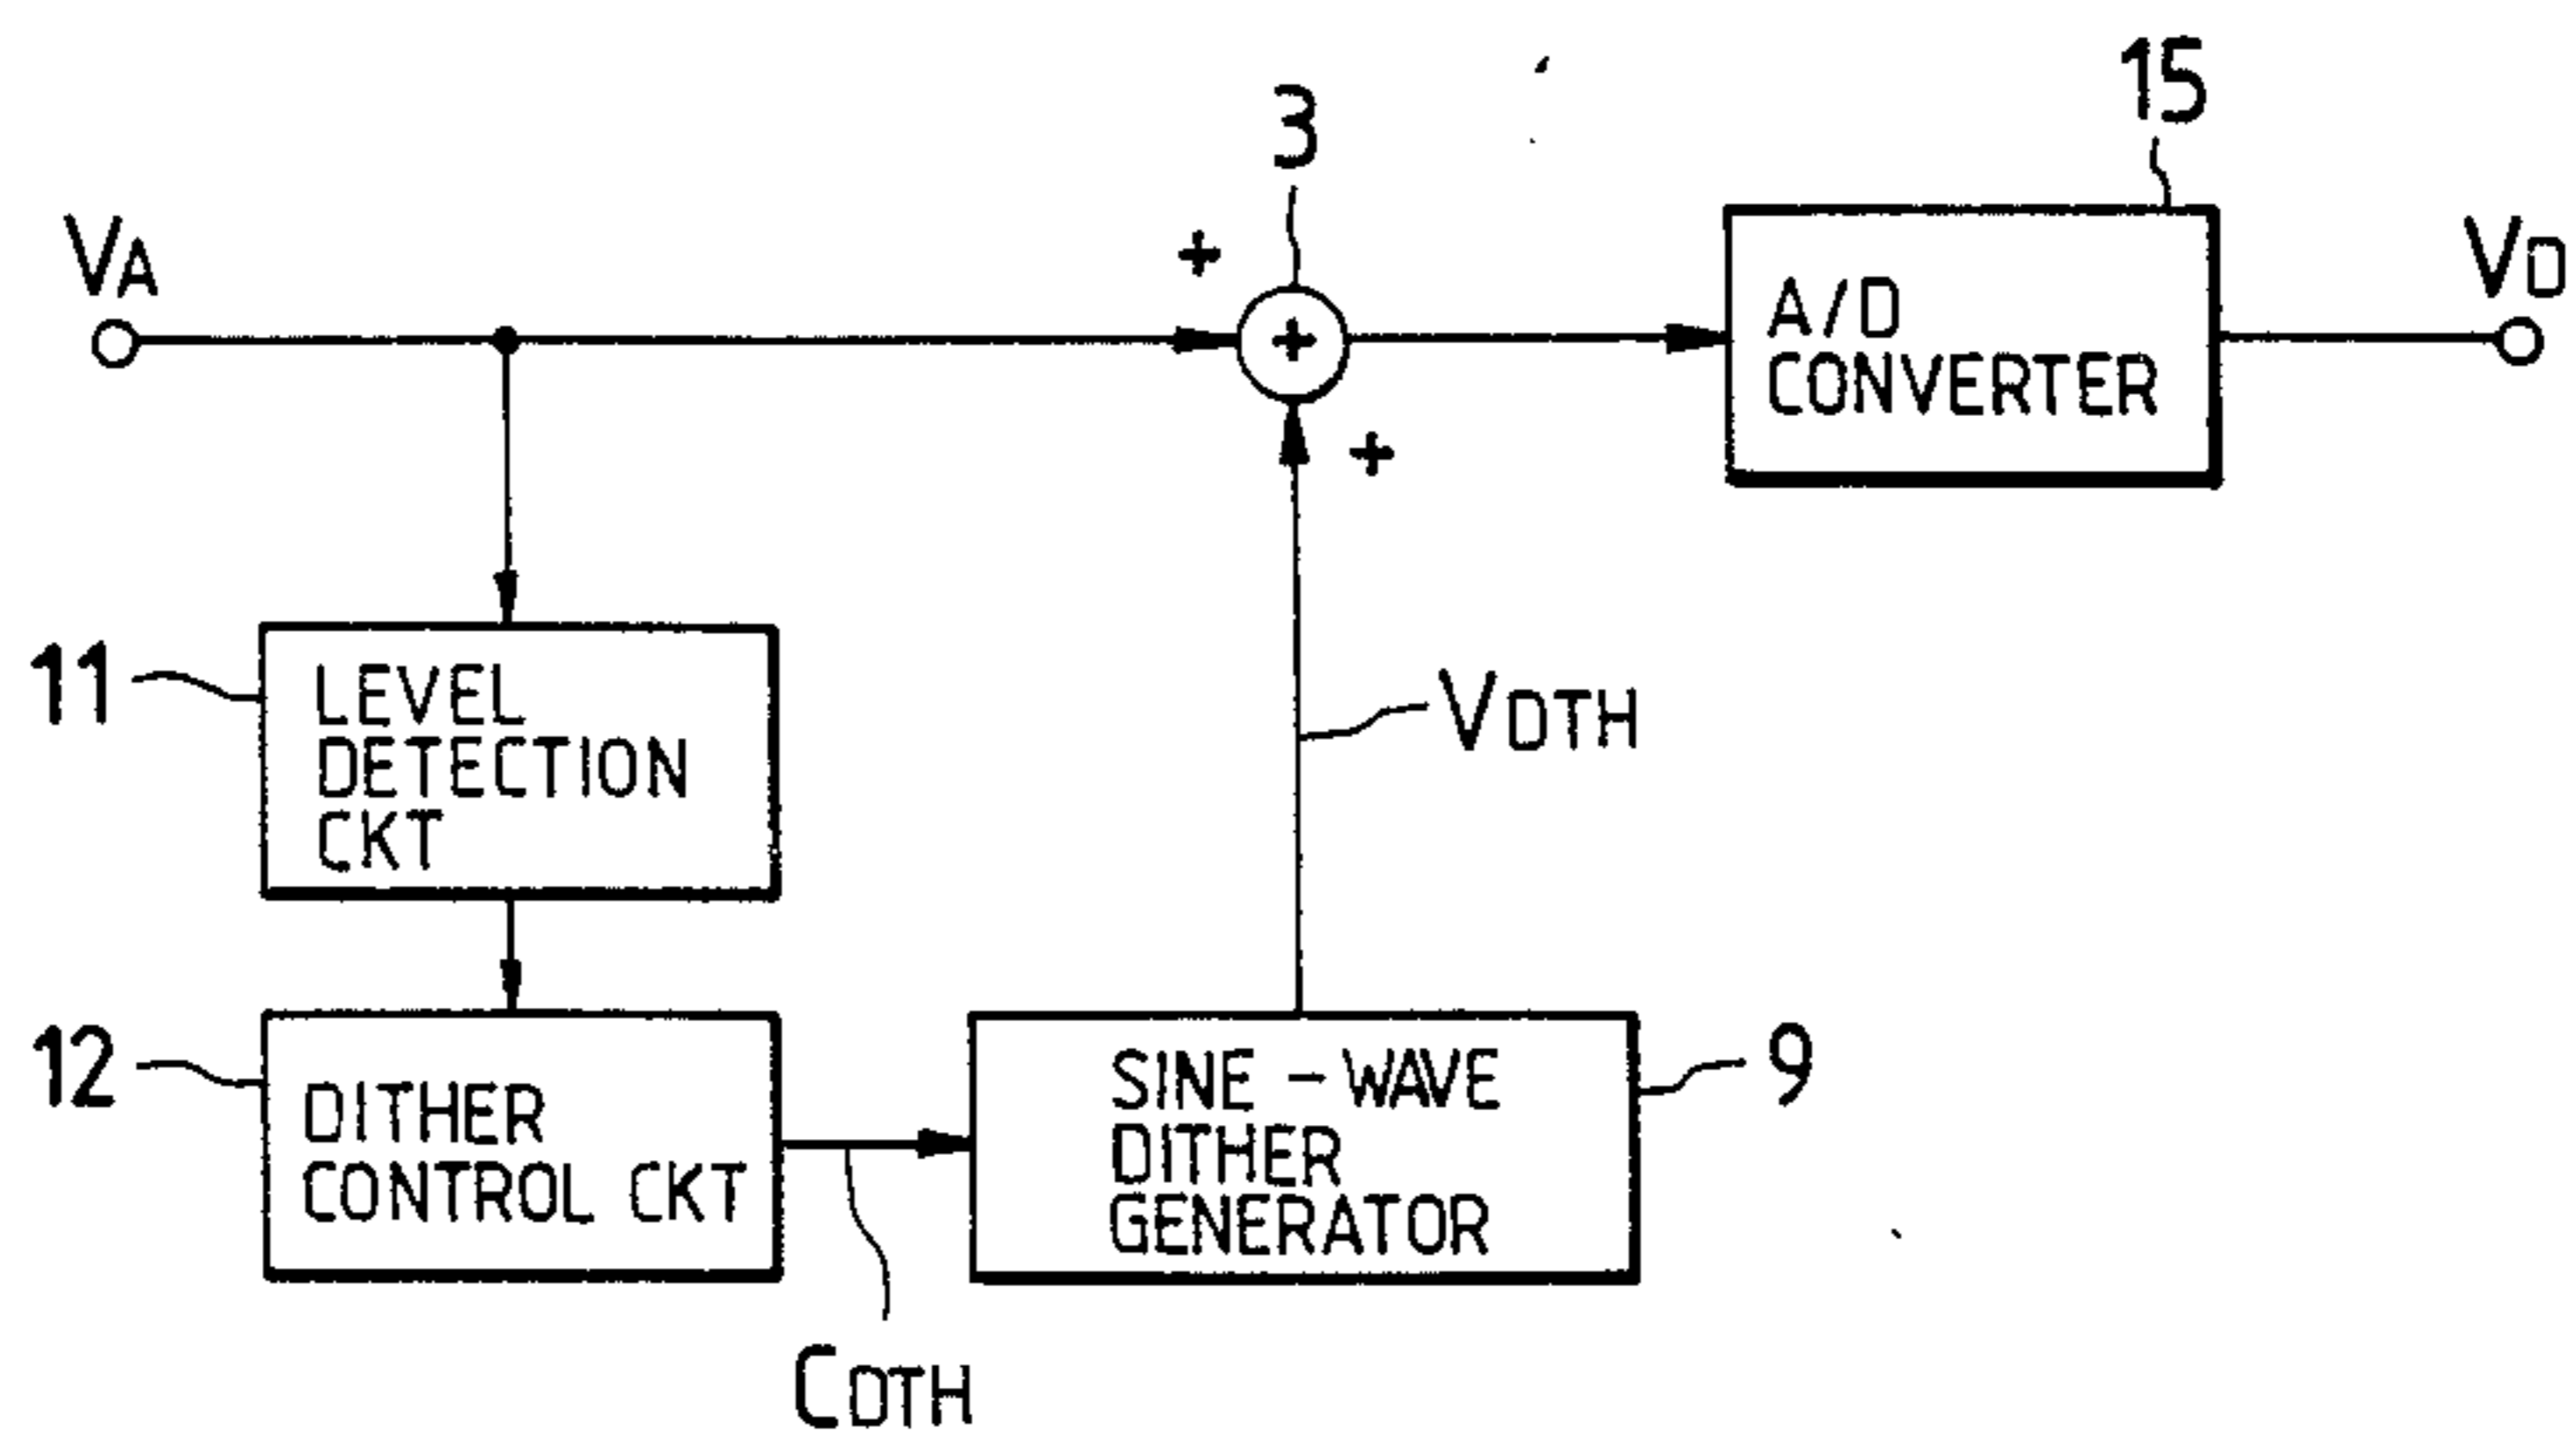 15
3
+
VA
VD
+
A/D
CONVERTER
+
11
LEVEL
DETECTION
CKT
VDTH
12
DITHER
CONTROL CKT
SINE - WAVE
DITHER
GENERATOR
9
CDTH